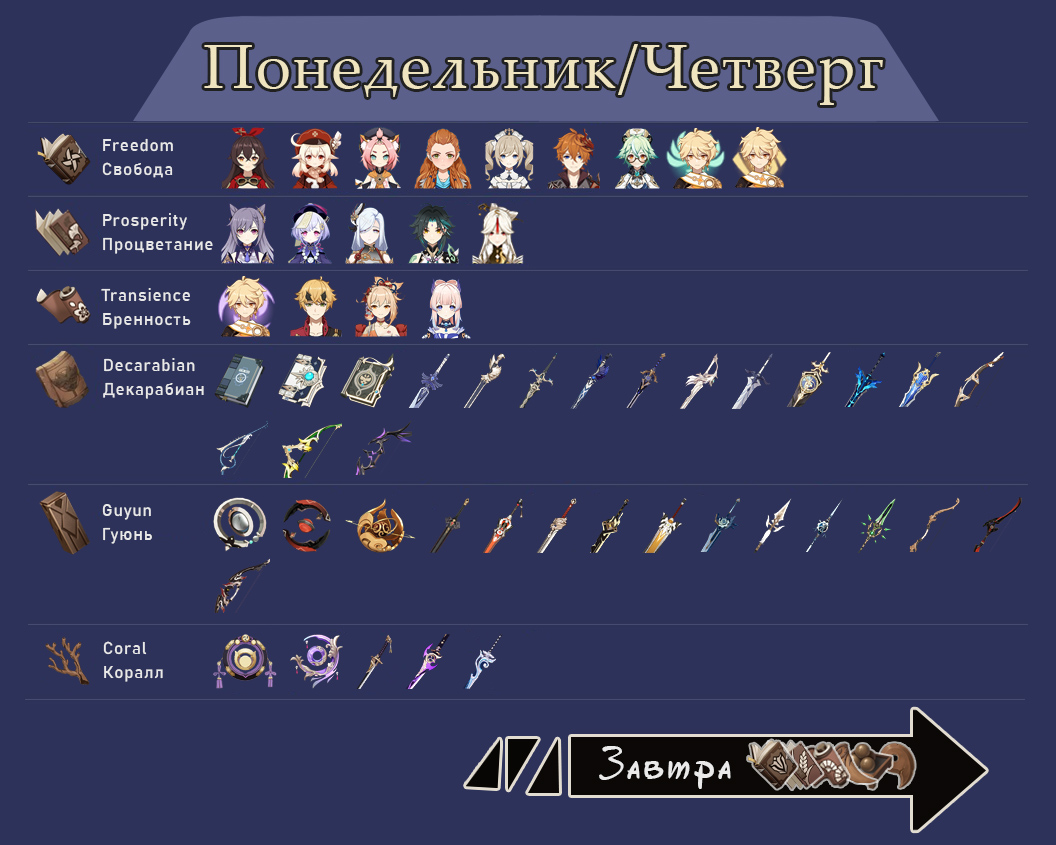 Понедельник/Четверг
Freedom
Свобода
Prosperity
Процветание
Transience
Бренность
Decarabian
Декарабиан
Guyun
Гуюнь
Coral
Коралл
Завтра